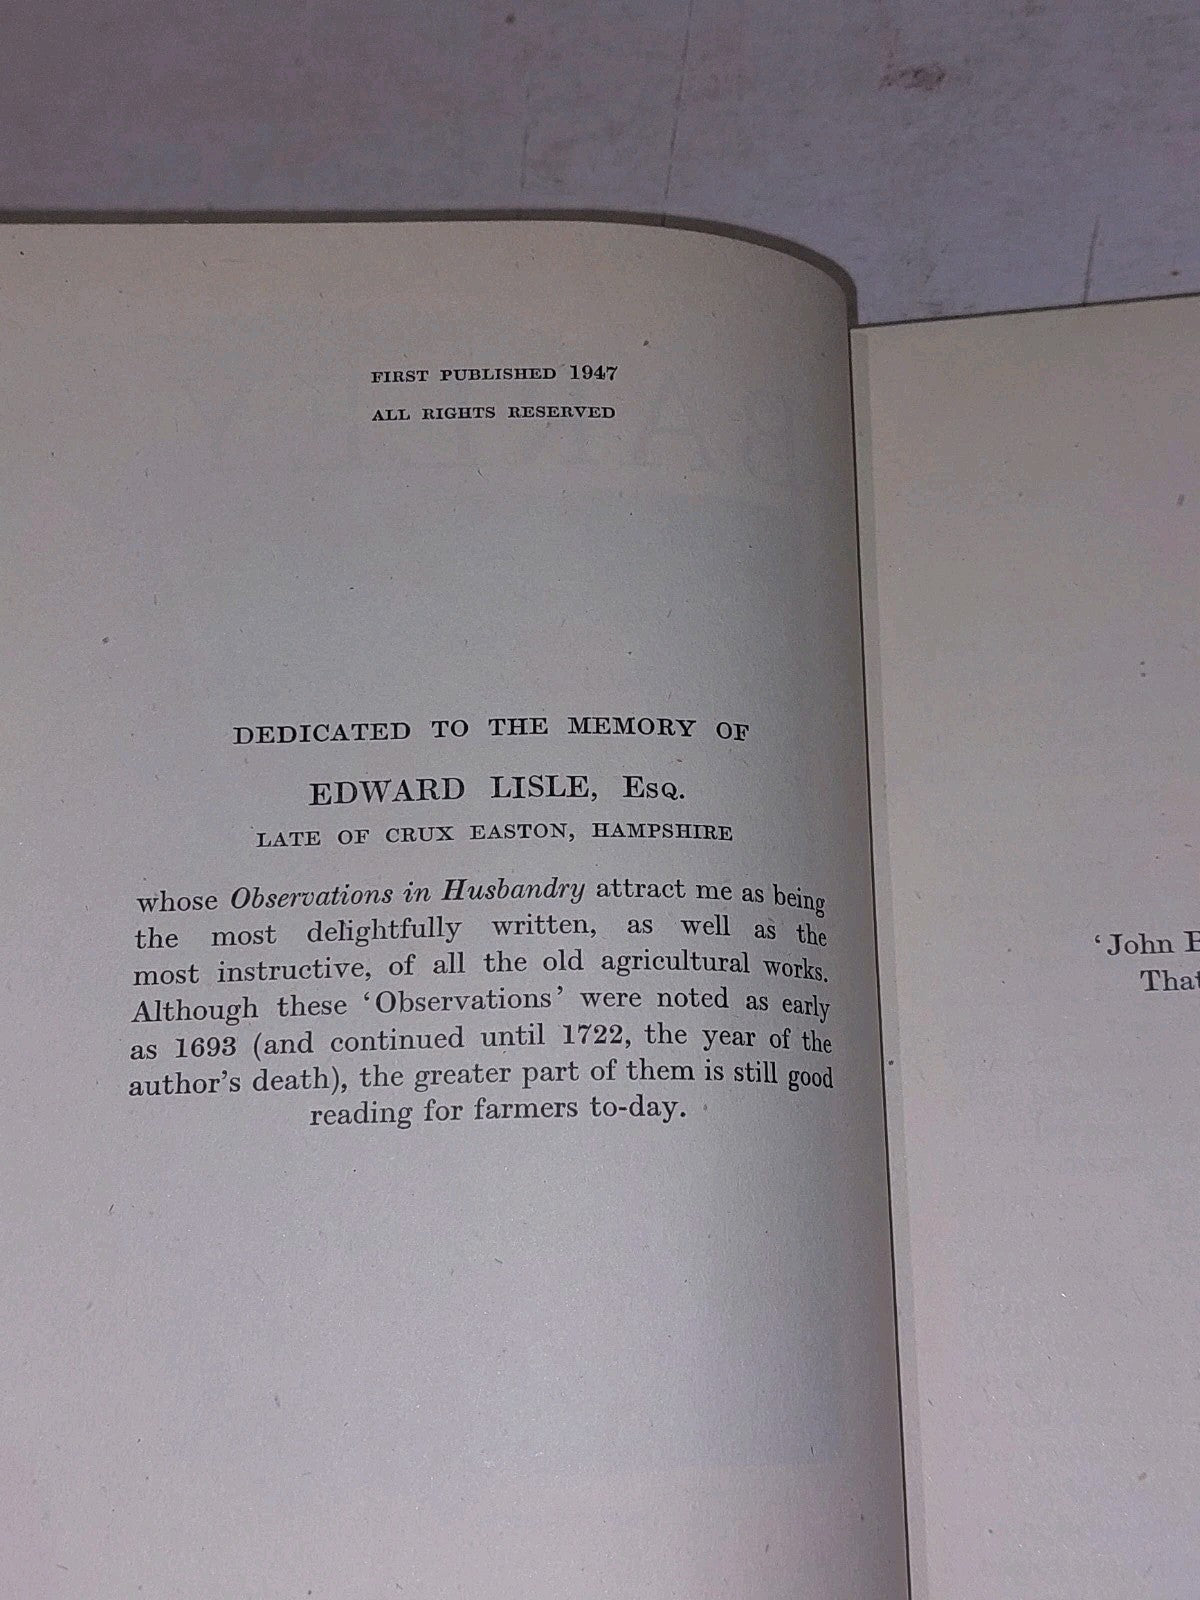 FIRST PUBLISHED 1947
ALL RIGHTS RESERVED
DEDICATED TO THE MEMORY OF
EDWARD LISLE, Esq.
LATE OF CRUX EASTON, HAMPSHIRE
whose Observations in Husbandry attract me as being
the most delightfully written, as well as the
most instructive, of all the old agricultural works.
Although these ‘Observations’ were noted as early
as 1693 (and continued until 1722, the year of the
author’s death), the greater part of them is still good
reading for farmers to-day.
‘John B
That